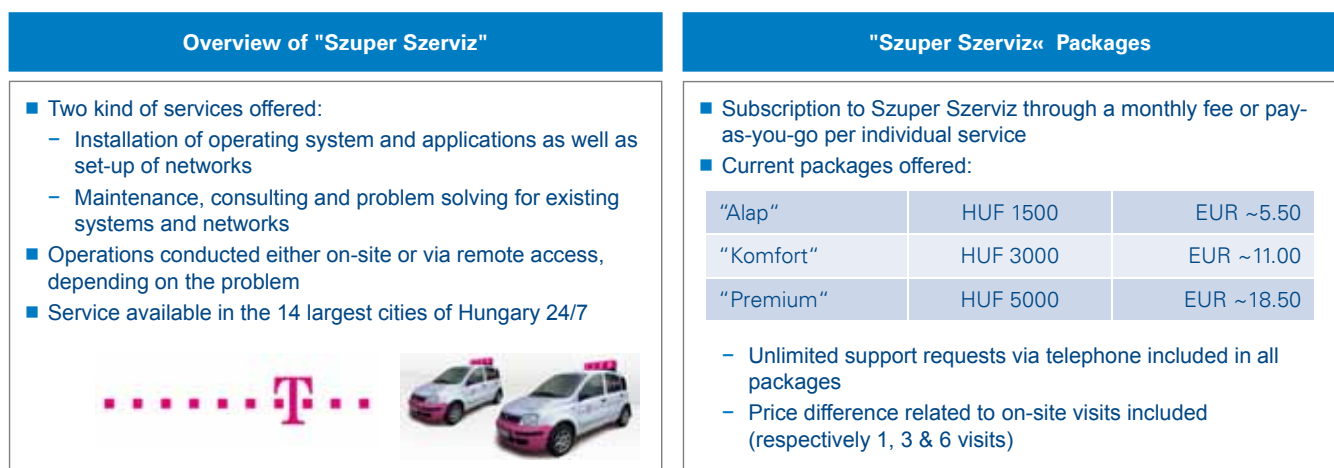 Overview of "Szuper Szerviz"
■ Two kind of services offered:
− Installation of operating system and applications as well as
set-up of networks
− Maintenance, consulting and problem solving for existing
systems and networks
■ Operations conducted either on-site or via remote access,
depending on the problem
■ Service available in the 14 largest cities of Hungary 24/7
T
"Szuper Szerviz« Packages
■ Subscription to Szuper Szerviz through a monthly fee or pay-
as-you-go per individual service
■ Current packages offered:
“Alap“ HUF 1500 EUR ~5.50
“Komfort“ HUF 3000 EUR ~11.00
“Premium“ HUF 5000 EUR ~18.50
− Unlimited support requests via telephone included in all
packages
− Price difference related to on-site visits included
(respectively 1, 3 & 6 visits)